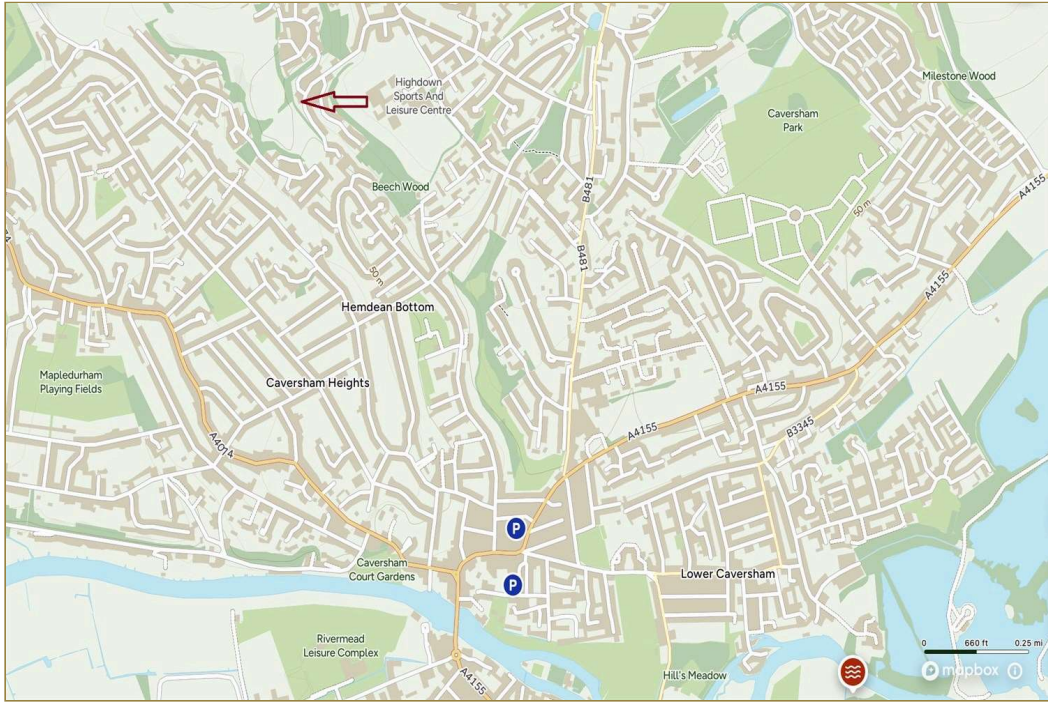 Highdown
Sports And
Leisure Centre
Milestone Wood
Caversham
Park
Beech Wood
B481
A4155
50 m
B481
50 m
A4155
Hemdean Bottom
Mapledurham
Playing Fields
Caversham Heights
A4155
A4155
B3345
A4074
P
Caversham
Court Gardens
P
Lower Caversham
Rivermead
Leisure Complex
0 660 ft 0.25 mi
Hill's Meadow
mapbox
A4155